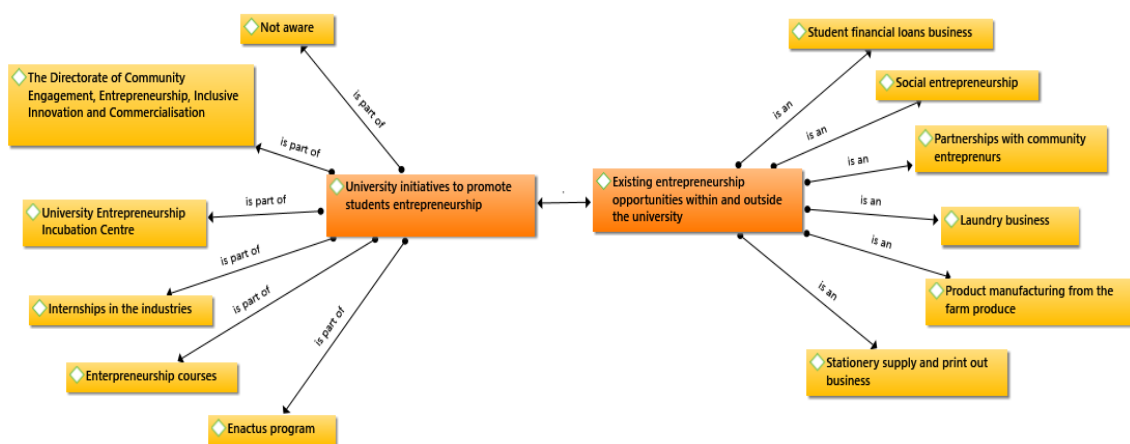 Not aware
is part of
The Directorate of Community
Engagement, Entrepreneurship, Inclusive
Innovation and Commercialisation
is part of
University initiatives to promote
students entrepreneurship
is part of
University Entrepreneurship
Incubation Centre
is part of
Internships in the industries
is part of
Enterpreneurship courses
is part of
Enactus program
Student financial loans business
is an
Social entrepreneurship
is an
Partnerships with community
entreprenurs
is an
Existing entrepreneurship
opportunities within and outside
the university
is an
Laundry business
is an
Product manufacturing from the
farm produce
is an
Stationery supply and print out
business